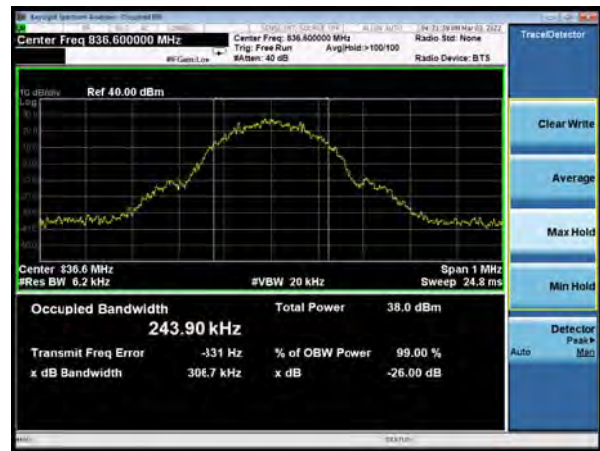 Keysight Spectrum Analyzer - Occupied BW
Center Freq 836.600000 MHz
Center Freq: 836.600000 MHz
Radio Std: None
Trig: Free Run
Avg|Hold:>100/100
#IFGain:Low
#Atten: 40 dB
Radio Device: BTS
Trace/Detector
10 dB/div
Ref 40.00 dBm
Log
Clear Write
Average
Max Hold
Min Hold
Center 836.6 MHz
Span 1 MHz
#Res BW 6.2 kHz
#VBW 20 kHz
Sweep 24.8 ms
Occupied Bandwidth
Total Power
38.0 dBm
243.90 kHz
Transmit Freq Error
-331 Hz
% of OBW Power
99.00 %
x dB Bandwidth
306.7 kHz
x dB
-26.00 dB
Detector
Peak▶
Auto
Man
MSG
STATUS